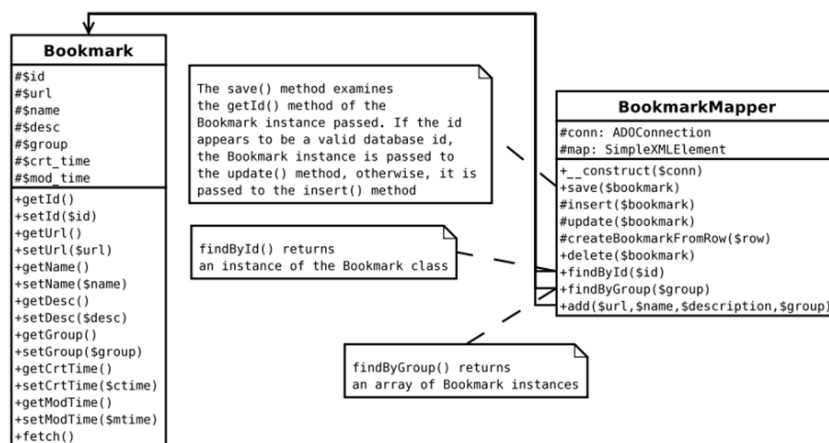 Bookmark
#$id
#$url
#$name
#$desc
#$group
#$crt_time
#$mod_time
+getId()
+setId($id)
+getUrl()
+setUrl($url)
+getName()
+setName($name)
+getDesc()
+setDesc($desc)
+getGroup()
+setGroup($group)
+getCrtTime()
+setCrtTime($ctime)
+getModTime()
+setModTime($mtime)
+fetch()
The save() method examines
the getId() method of the
Bookmark instance passed. If the id
appears to be a valid database id,
the Bookmark instance is passed to
the update() method, otherwise, it is
passed to the insert() method
findById() returns
an instance of the Bookmark class
findByGroup() returns
an array of Bookmark instances
BookmarkMapper
#conn: ADOConnection
#map: SimpleXMLElement
+__construct($conn)
+save($bookmark)
#insert($bookmark)
#update($bookmark)
#createBookmarkFromRow($row)
+delete($bookmark)
+findById($id)
+findByGroup($group)
+add($url,$name,$description,$group)